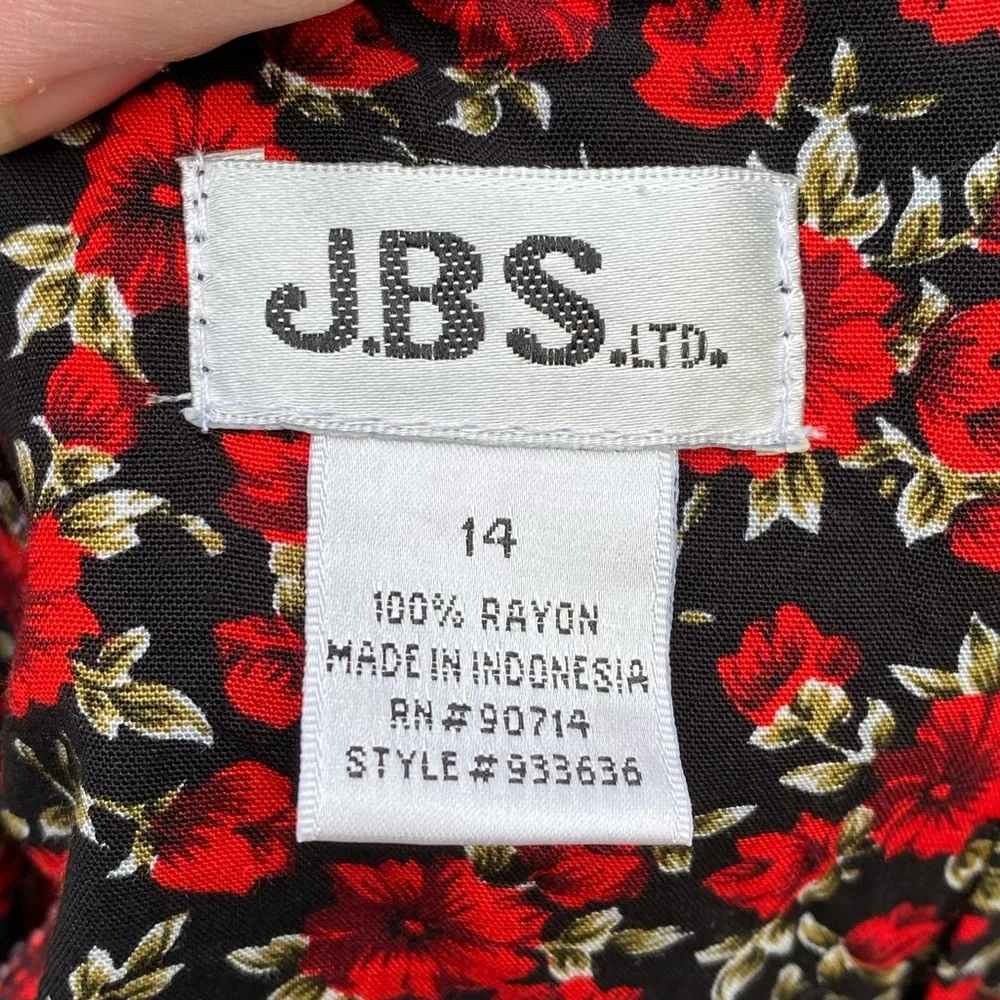 J.B.S.LTD.
14
100% RAYON
MADE IN INDONESIA
RN#90714
STYLE#933636